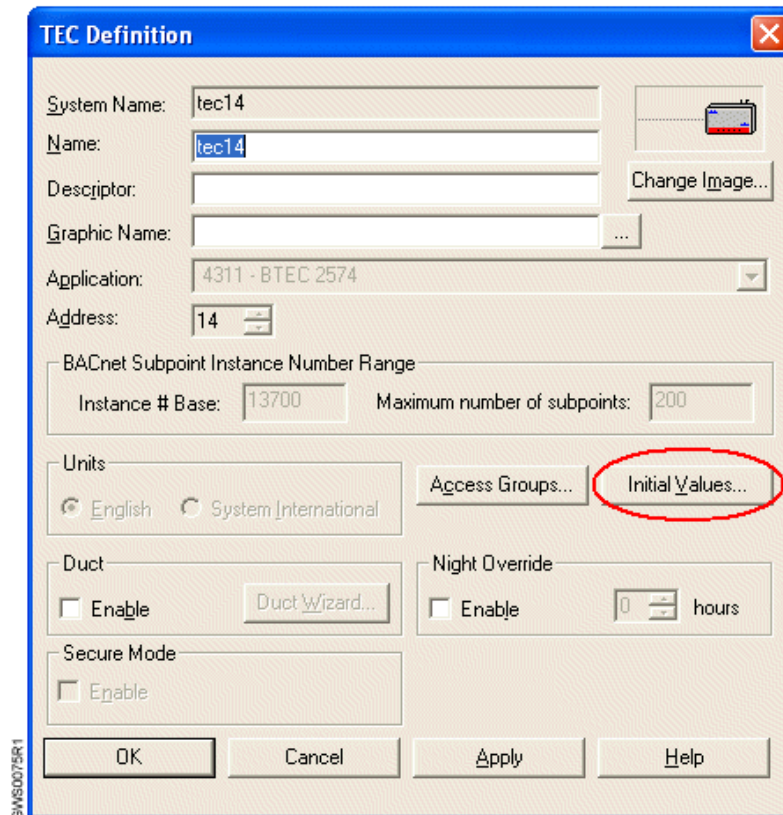 TEC Definition
System Name: tec14
Name: tec14
Change Image...
Descriptor:
Graphic Name: ...
Application: 4311 - BTEC 2574
Address: 14
BACnet Subpoint Instance Number Range
Instance # Base: 13700 Maximum number of subpoints: 200
Units
English System International
Access Groups... Initial Values...
Duct
Enable Duct Wizard...
Night Override
Enable 0 hours
Secure Mode
Enable
OK Cancel Apply Help